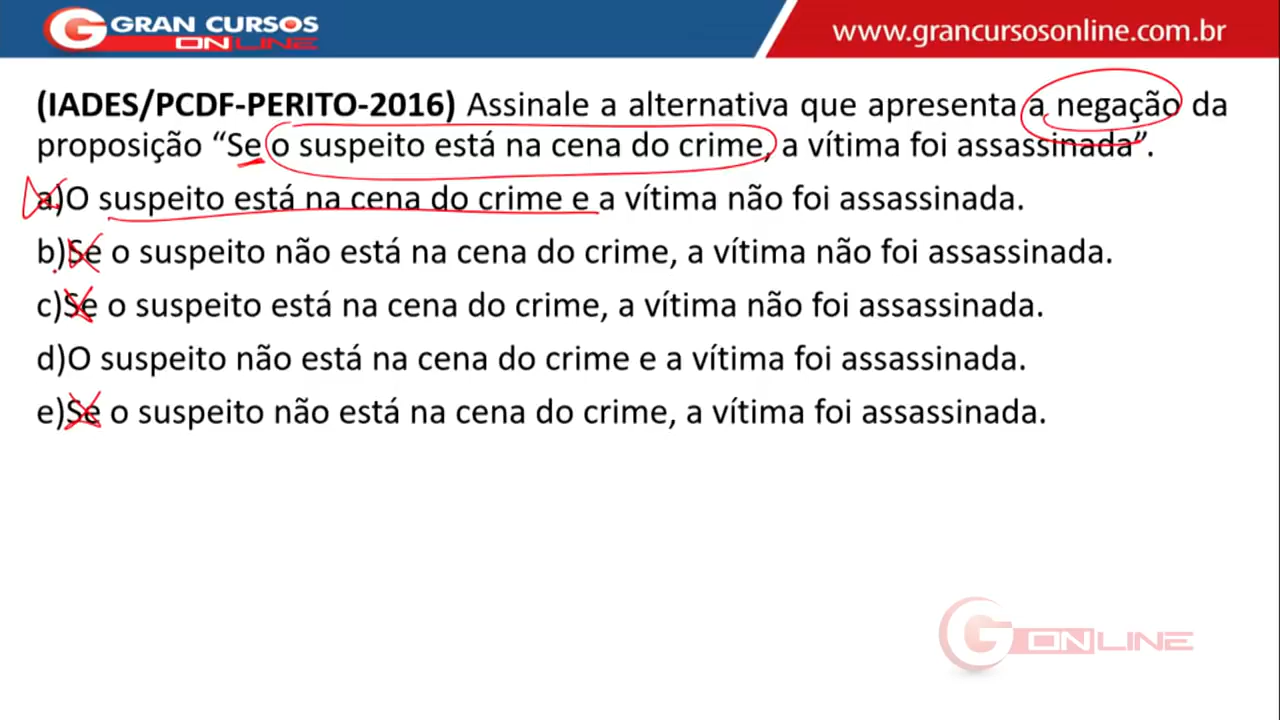 GRAN CURSOS
ONLINE
www.grancursosonline.com.br
(IADES/PCDF-PERITO-2016) Assinale a alternativa que apresenta a negação da
proposição “Se o suspeito está na cena do crime, a vítima foi assassinada”.
a)O suspeito está na cena do crime e a vítima não foi assassinada.
b)Se o suspeito não está na cena do crime, a vítima não foi assassinada.
c)Se o suspeito está na cena do crime, a vítima não foi assassinada.
d)O suspeito não está na cena do crime e a vítima foi assassinada.
e)Se o suspeito não está na cena do crime, a vítima foi assassinada.
G ONLINE